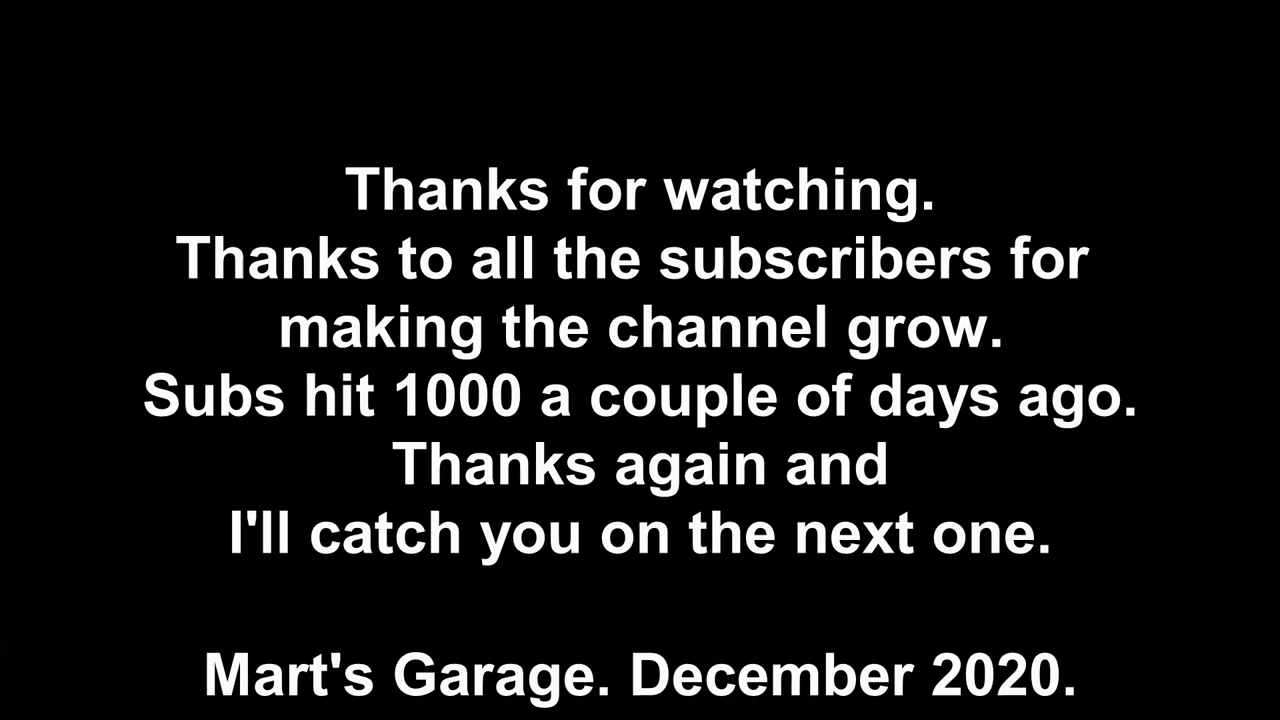 Thanks for watching.
Thanks to all the subscribers for
making the channel grow.
Subs hit 1000 a couple of days ago.
Thanks again and
I'll catch you on the next one.
Mart's Garage. December 2020.